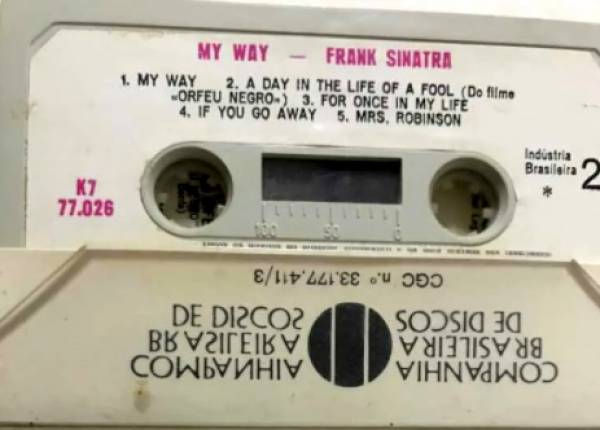 MY WAY — FRANK SINATRA
1. MY WAY 2. A DAY IN THE LIFE OF A FOOL (Do filme
«ORFEU NEGRO») 3. FOR ONCE IN MY LIFE
4. IF YOU GO AWAY 5. MRS. ROBINSON
Indústria
Brasileira
* 2
K7
77.026
100 50 0
CGC n.º 33.177.411/3
COMPANHIA
BRASILEIRA
DE DISCOS
COMPANHIA
BRASILEIRA
DE DISCOS